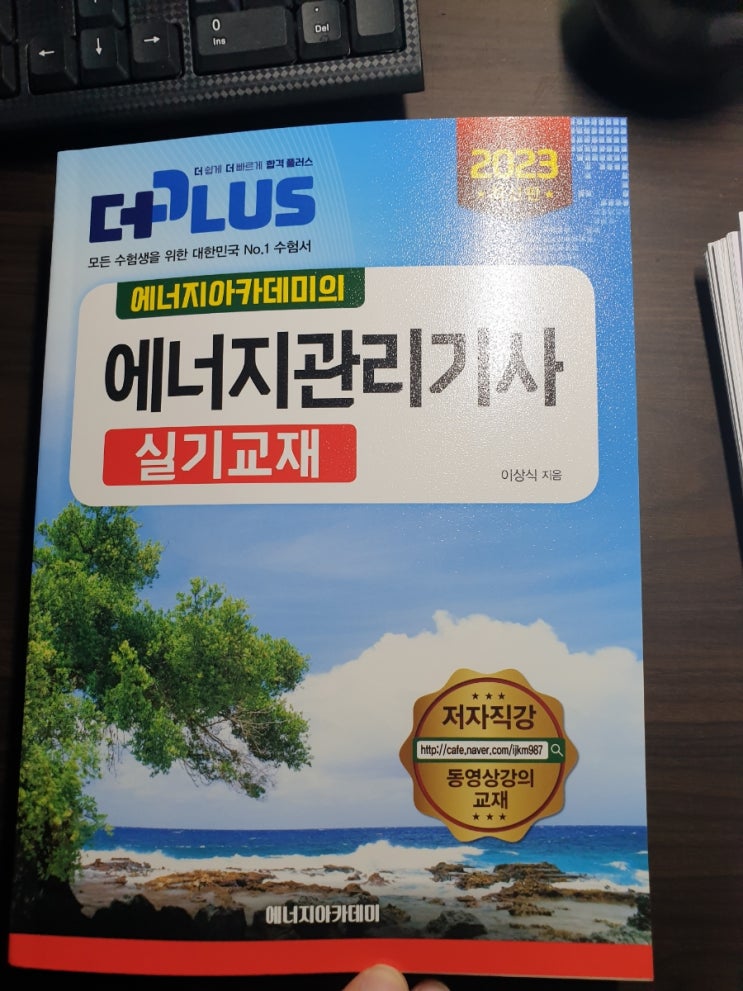 0
Ins
.
Del
←
↓
→
더 쉽게 더 빠르게 합격 플러스
더PLUS
모든 수험생을 위한 대한민국 No.1 수험서
2023
에너지아카데미의
에너지관리기사
실기교재
이상식 지음
★ ★ ★
저자직강
http://cafe.naver.com/ijkm987
동영상강의
교재
★ ★ ★
에너지아카데미